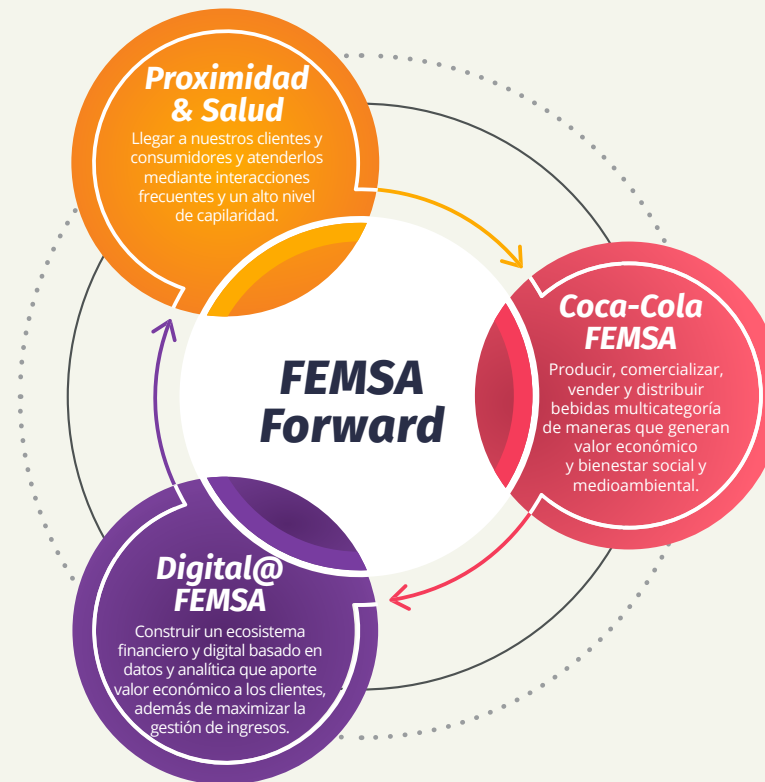 Proximidad
& Salud
Llegar a nuestros clientes y
consumidores y atenderlos
mediante interacciones
frecuentes y un alto nivel
de capilaridad.
Coca-Cola
FEMSA
Producir, comercializar,
vender y distribuir
bebidas multicategoría
de maneras que generan
valor económico
y bienestar social y
medioambiental.
FEMSA
Forward
Digital@
FEMSA
Construir un ecosistema
financiero y digital basado en
datos y analítica que aporte
valor económico a los clientes,
además de maximizar la
gestión de ingresos.